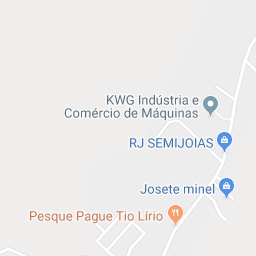 KWG Indústria e
Comércio de Máquinas
RJ SEMIJOIAS
Josete minel
Pesque Pague Tio Lírio